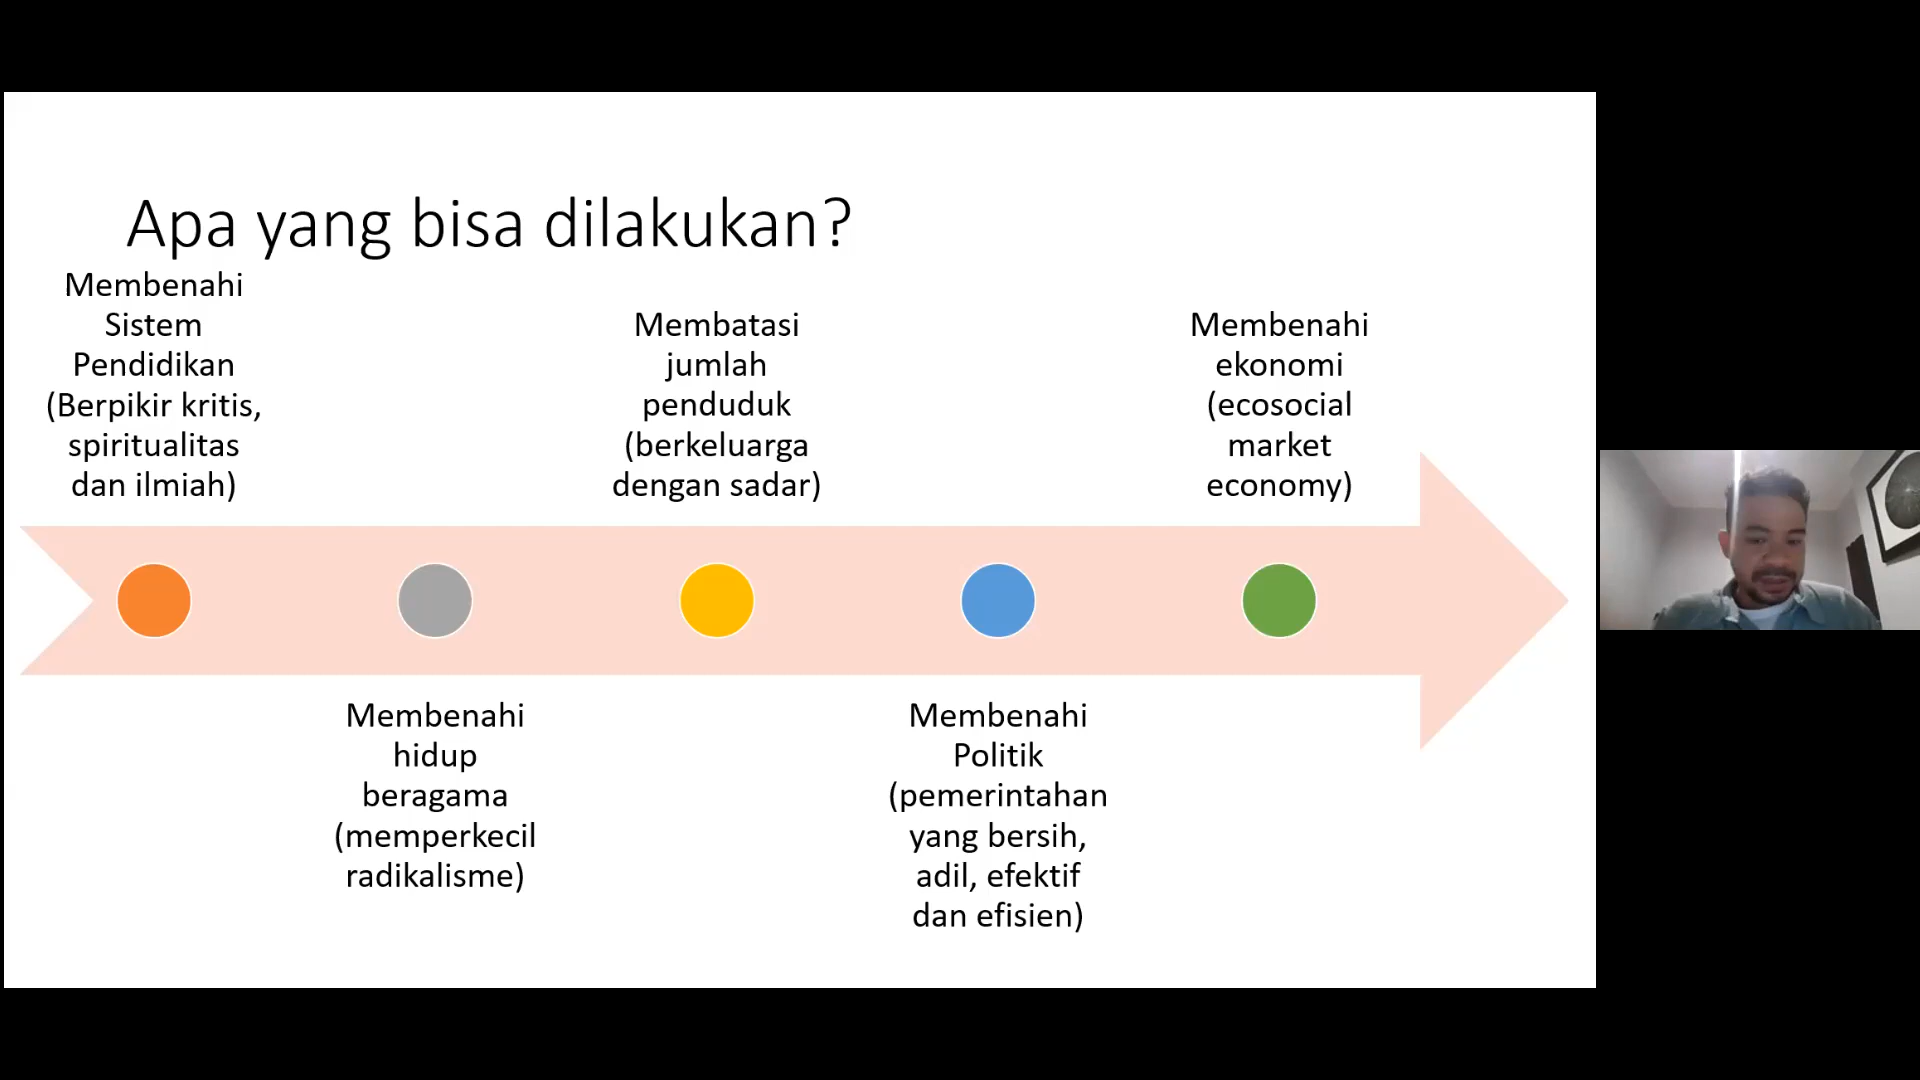 Apa yang bisa dilakukan?
Membenahi
Sistem
Pendidikan
(Berpikir kritis,
spiritualitas
dan ilmiah)
Membenahi
hidup
beragama
(memperkecil
radikalisme)
Membatasi
jumlah
penduduk
(berkeluarga
dengan sadar)
Membenahi
Politik
(pemerintahan
yang bersih,
adil, efektif
dan efisien)
Membenahi
ekonomi
(ecosocial
market
economy)